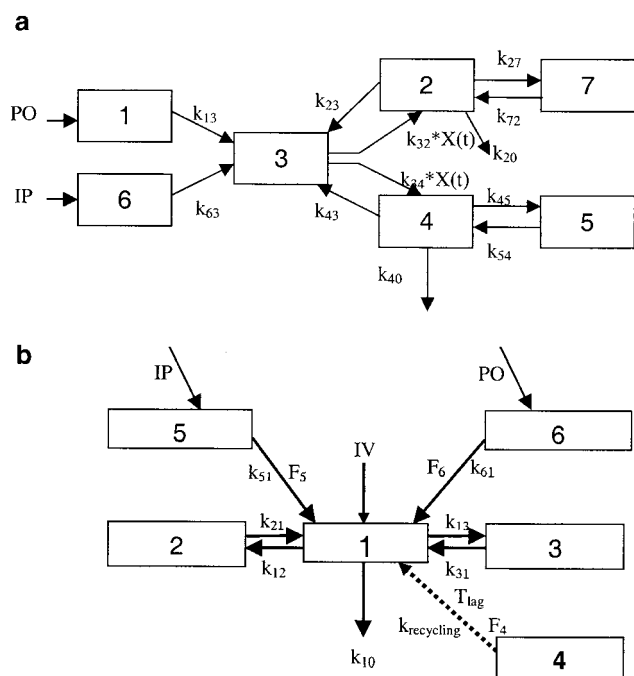 a
k27
2
7
k23
k72
PO
1
k13
k32*X(t)
k20
3
k34*X(t)
IP
6
k63
k43
4
k45
5
k54
k40
b
IP
PO
5
6
IV
k51
F5
F6
k61
k21
k13
2
1
3
k12
k31
Tlag
krecycling
F4
k10
4